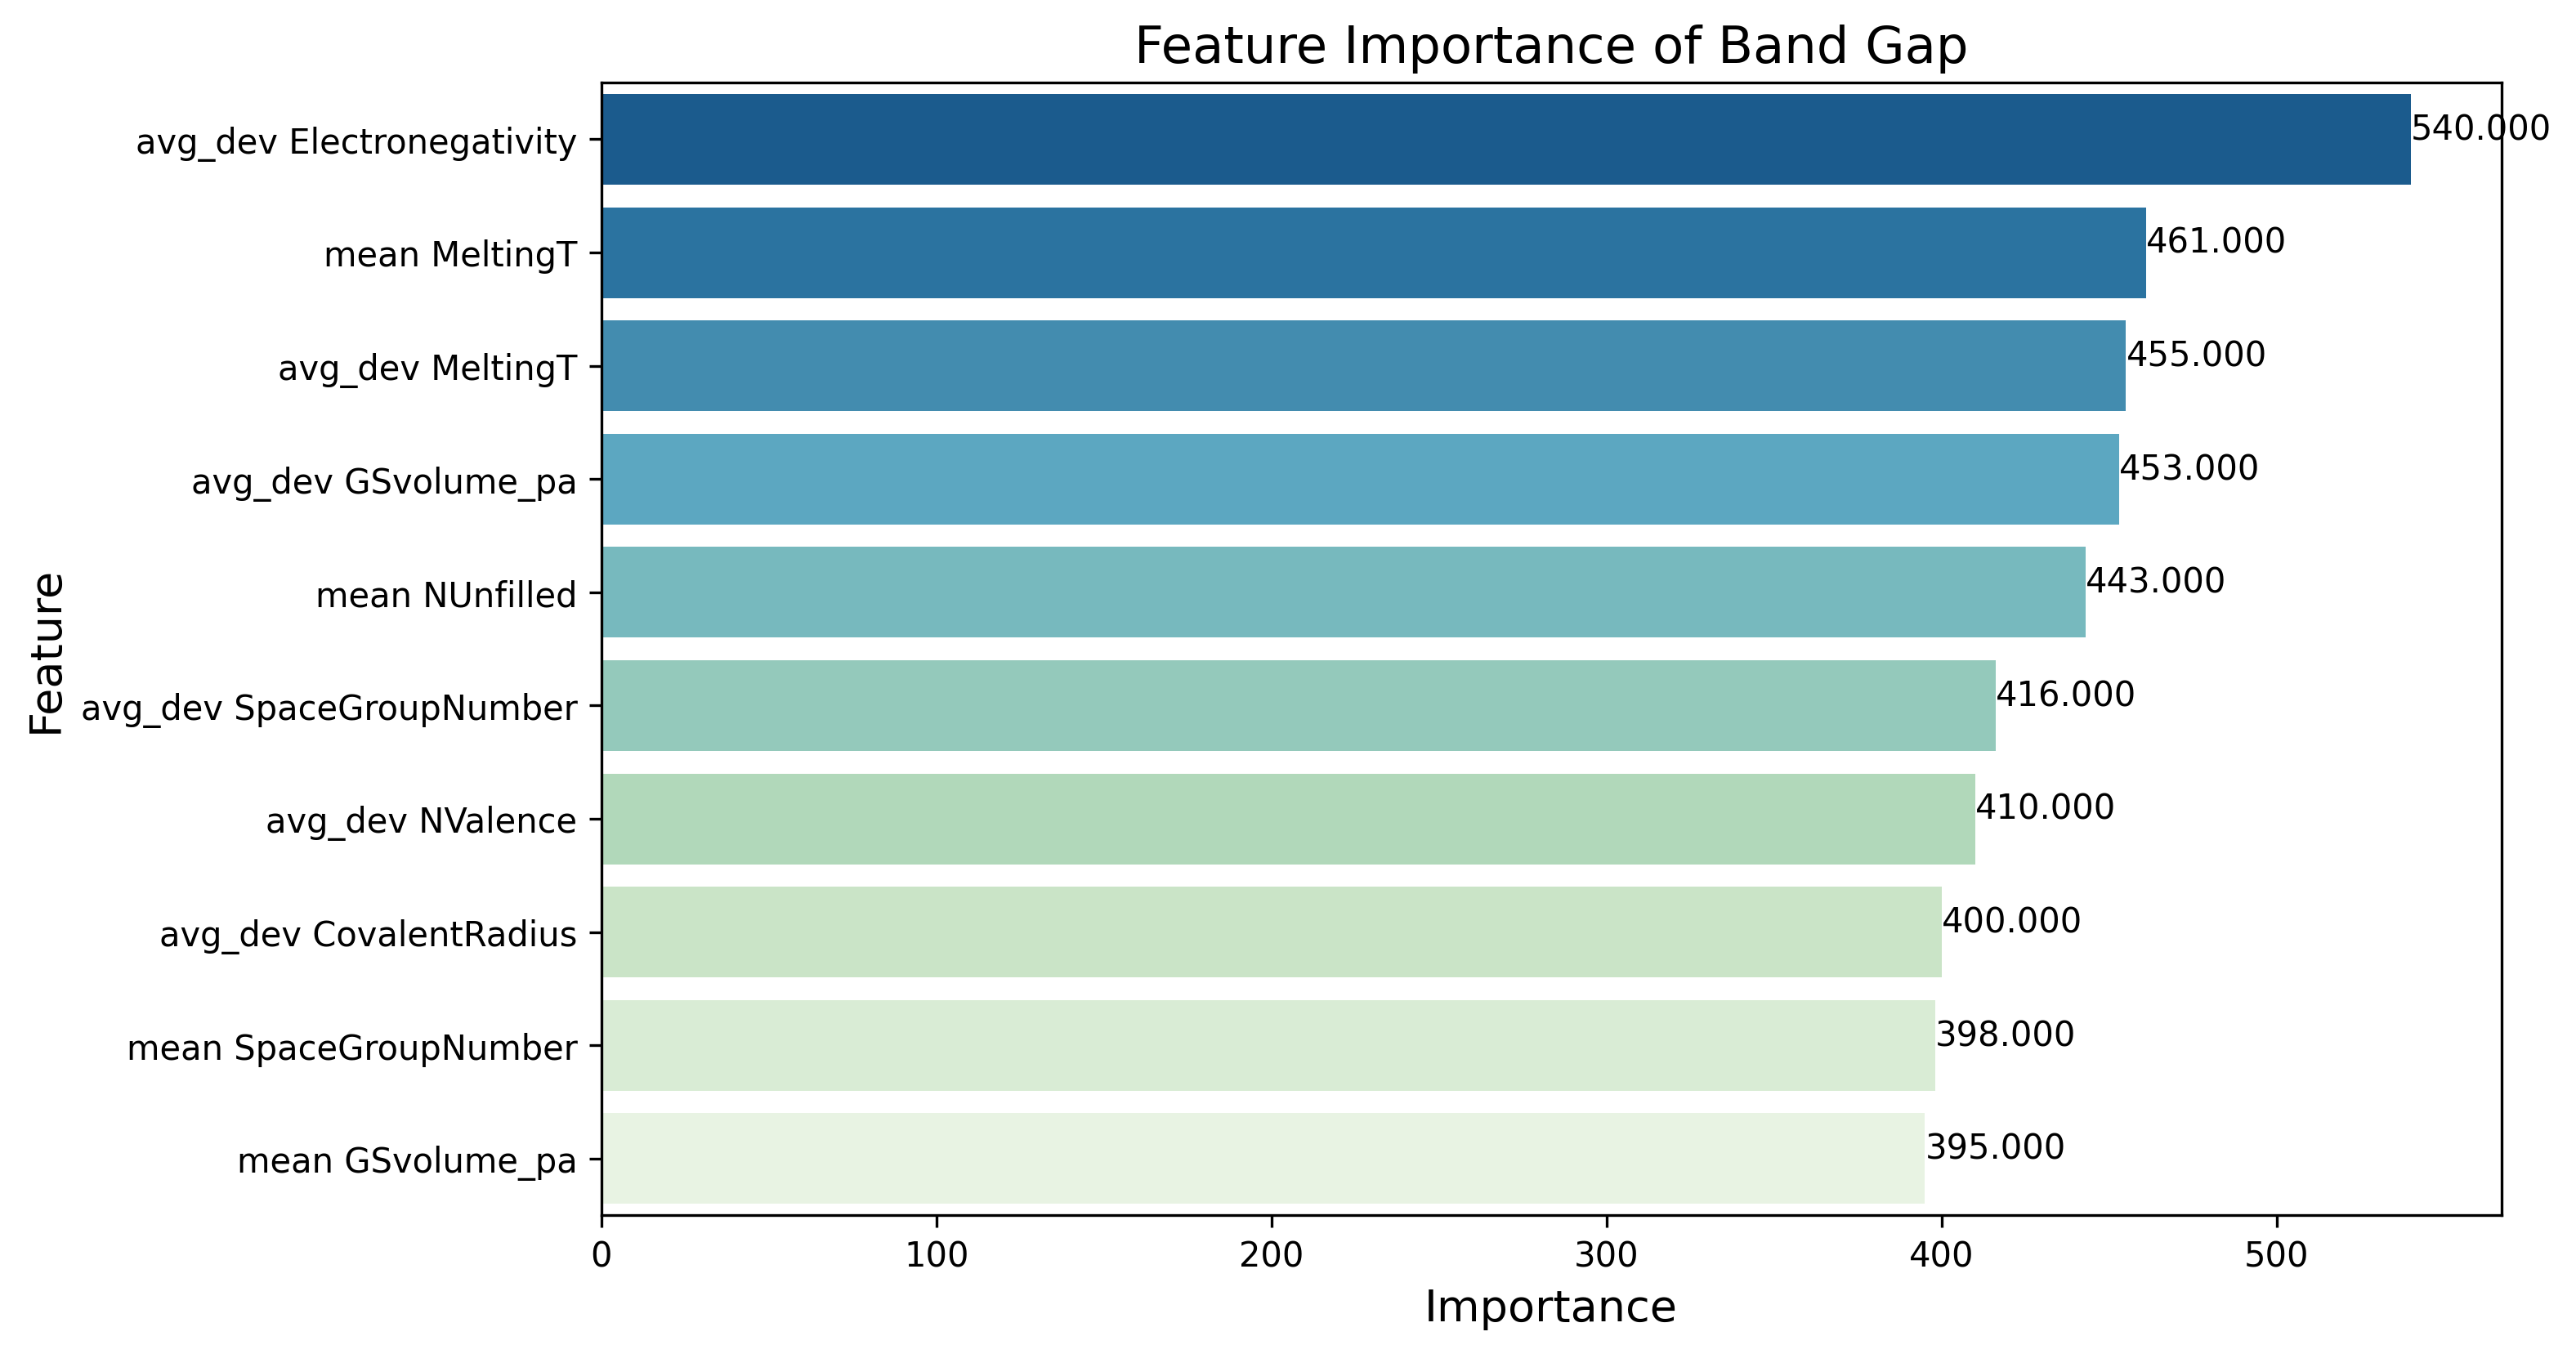 Feature Importance of Band Gap
Feature
avg_dev Electronegativity 540.000
mean MeltingT 461.000
avg_dev MeltingT 455.000
avg_dev GSvolume_pa 453.000
mean NUnfilled 443.000
avg_dev SpaceGroupNumber 416.000
avg_dev NValence 410.000
avg_dev CovalentRadius 400.000
mean SpaceGroupNumber 398.000
mean GSvolume_pa 395.000
0 100 200 300 400 500
Importance